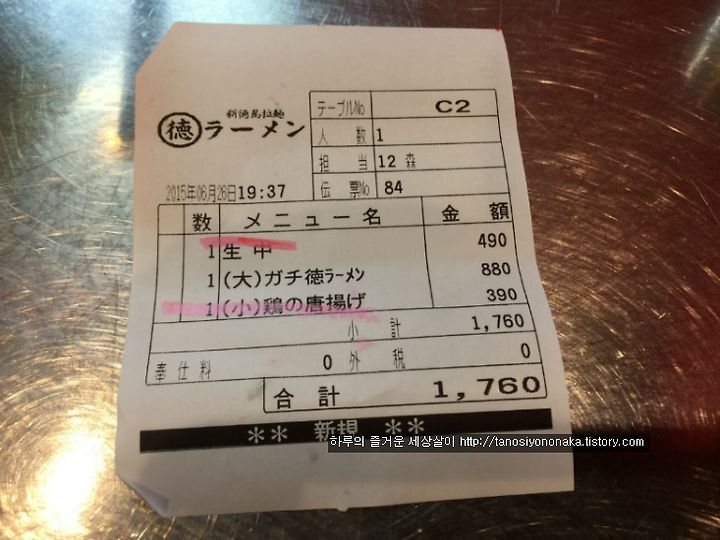 新徳馬拉麺
徳 ラーメン
テーブルNo C2
人数 1
担当 12 森
伝票No 84
2015年06月28日19:37
数 メニュー名 金額
1 生中 490
1 (大)ガチ徳ラーメン 880
1 (小)鶏の唐揚げ 390
小計 1,760
奉仕料 0 外税 0
合計 1,760
** 新規 **
하루의 즐거운 세상살이 http://tanosiyononaka.tistory.com